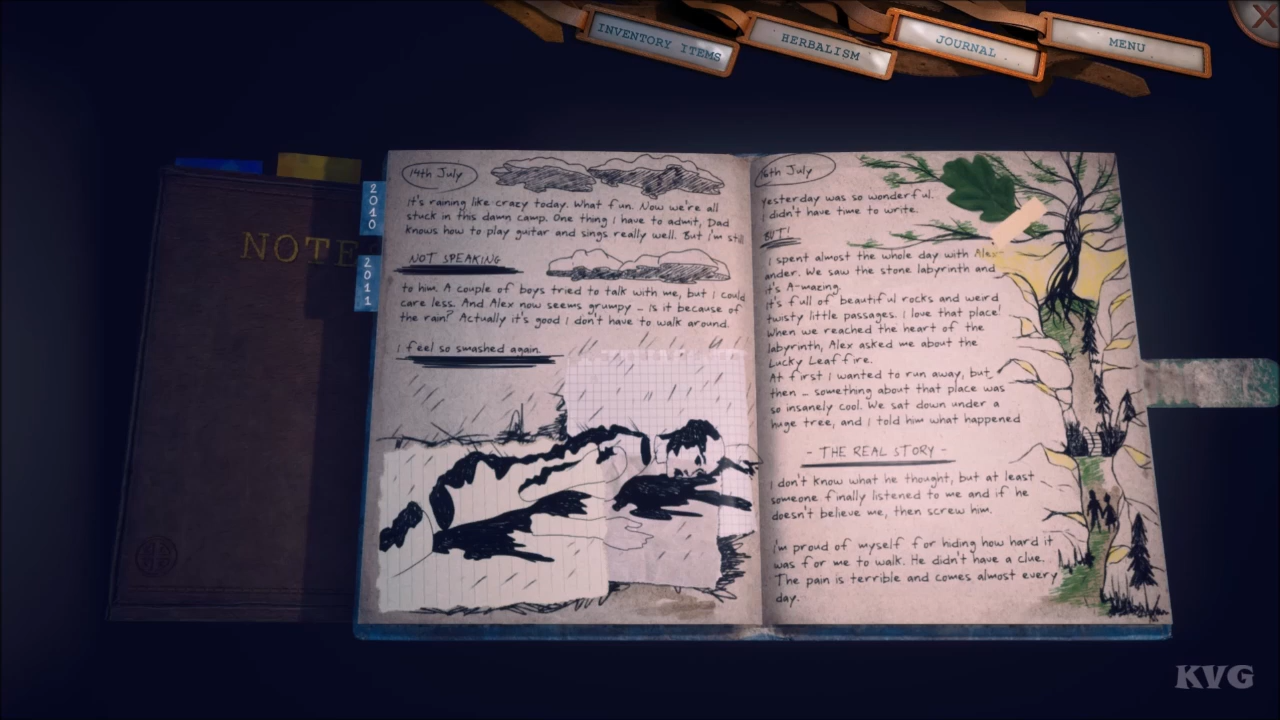 INVENTORY ITEMS
HERBALISM
JOURNAL
MENU
NOTE
2010
2011
14th July
It's raining like crazy today. What fun. Now we're all
stuck in this damn camp. One thing I have to admit, Dad
knows how to play guitar and sings really well. But i'm still
NOT SPEAKING
to him. A couple of boys tried to talk with me, but I could
care less. And Alex now seems grumpy - is it because of
the rain? Actually it's good I don't have to walk around.
I feel so smashed again.
16th July
Yesterday was so wonderful.
I didn't have time to write.
BUT!
I spent almost the whole day with Alex-
ander. We saw the stone labyrinth and
it's A-mazing.
It's full of beautiful rocks and weird
twisty little passages. I love that place!
When we reached the heart of the
labyrinth, Alex asked me about the
Lucky Leaf fire.
At first I wanted to run away, but,
then - something about that place was
so insanely cool. We sat down under a
huge tree, and I told him what happened
- THE REAL STORY -
I don't know what he thought, but at least
someone finally listened to me and if he
doesn't believe me, then screw him.
I'm proud of myself for hiding how hard it
was for me to walk. He didn't have a clue.
The pain is terrible and comes almost every
day.
KVG